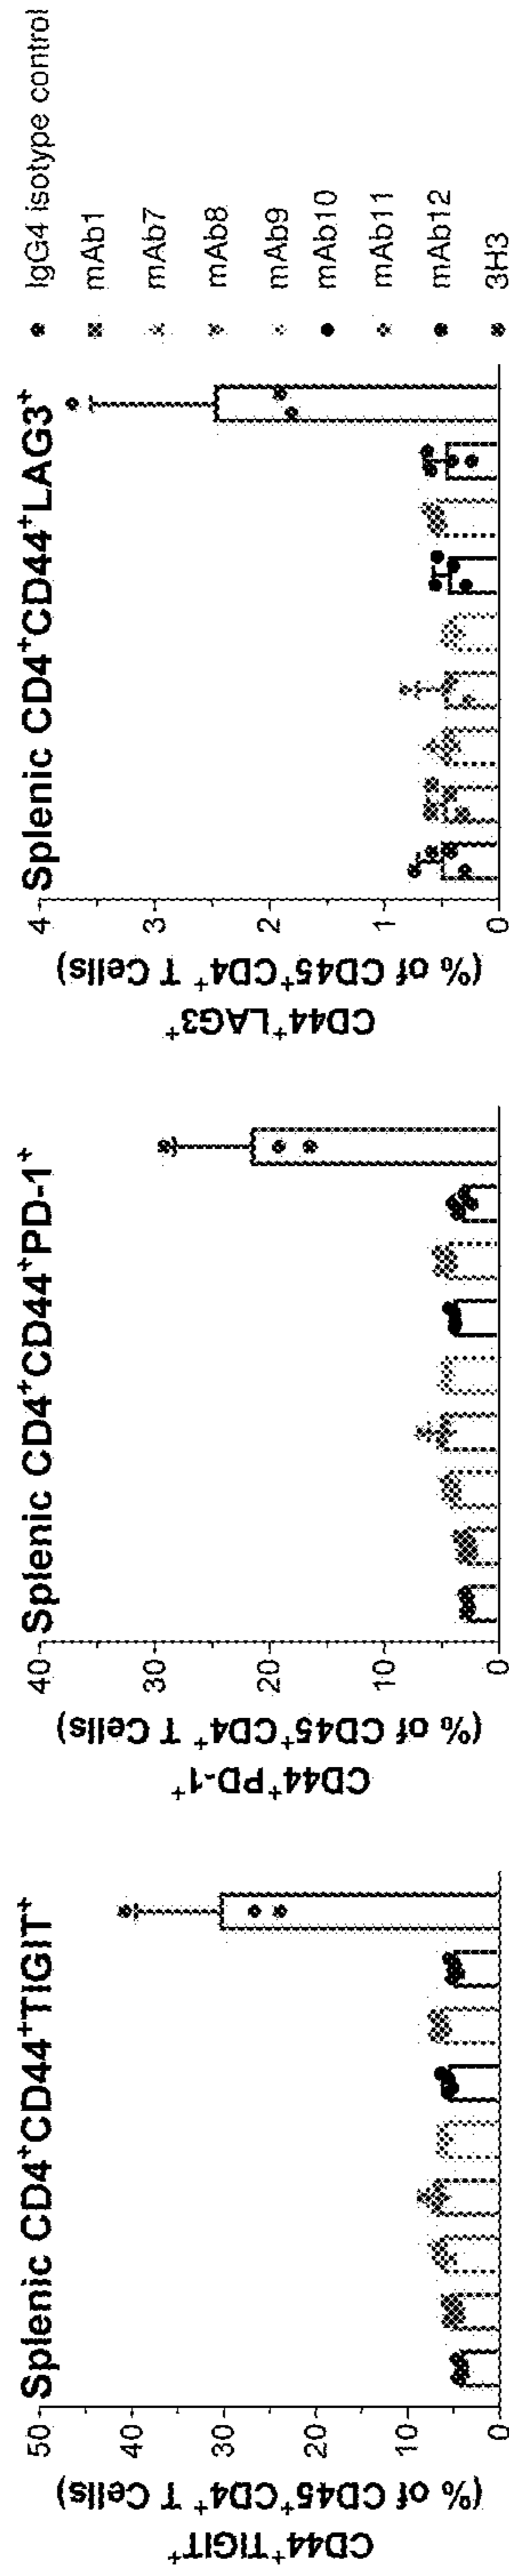 Splenic CD4⁺CD44⁺TIGIT⁺
CD44⁺TIGIT⁺
(% of CD45⁺CD4⁺ T Cells)
50
40
30
20
10
0
Splenic CD4⁺CD44⁺PD-1⁺
CD44⁺PD-1⁺
(% of CD45⁺CD4⁺ T Cells)
40
30
20
10
0
Splenic CD4⁺CD44⁺LAG3⁺
CD44⁺LAG3⁺
(% of CD45⁺CD4⁺ T Cells)
4
3
2
1
0
IgG4 isotype control
mAb1
mAb7
mAb8
mAb9
mAb10
mAb11
mAb12
3H3